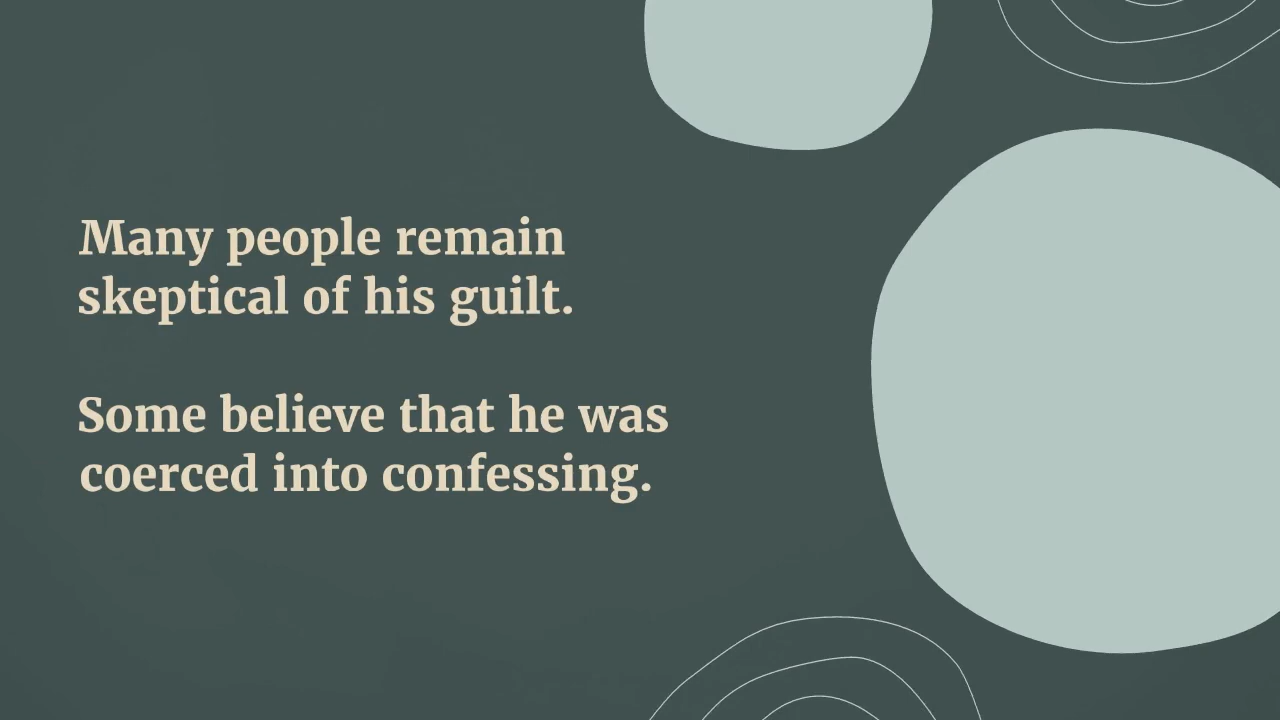 Many people remain
skeptical of his guilt.
Some believe that he was
coerced into confessing.